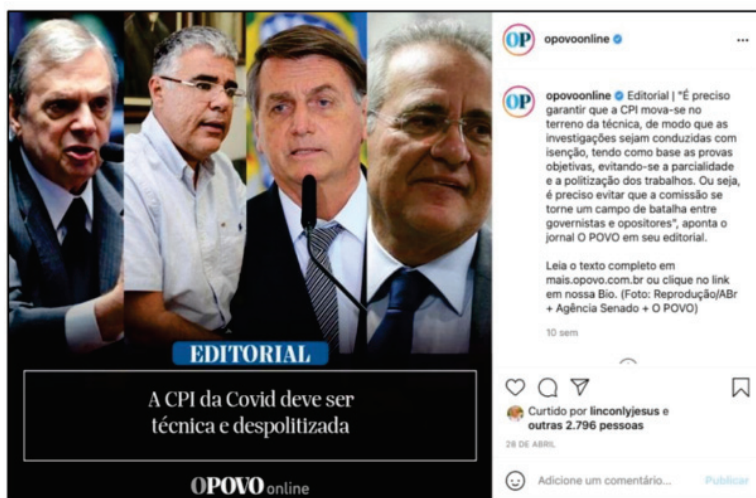 EDITORIAL
A CPI da Covid deve ser
técnica e despolitizada
OPOVO online
OP
opovoonline
...
OP
opovoonline Editorial | "É preciso
garantir que a CPI mova-se no
terreno da técnica, de modo que as
investigações sejam conduzidas com
isenção, tendo como base as provas
objetivas, evitando-se a parcialidade
e a politização dos trabalhos. Ou seja,
é preciso evitar que a comissão se
torne um campo de batalha entre
governistas e opositores", aponta o
jornal O POVO em seu editorial.
Leia o texto completo em
mais.opovo.com.br ou clique no link
em nossa Bio. (Foto: Reprodução/ABr
+ Agência Senado + O POVO)
10 sem
Curtido por linconlyjesus e
outras 2.796 pessoas
28 DE ABRIL
Adicione um comentário... Publicar